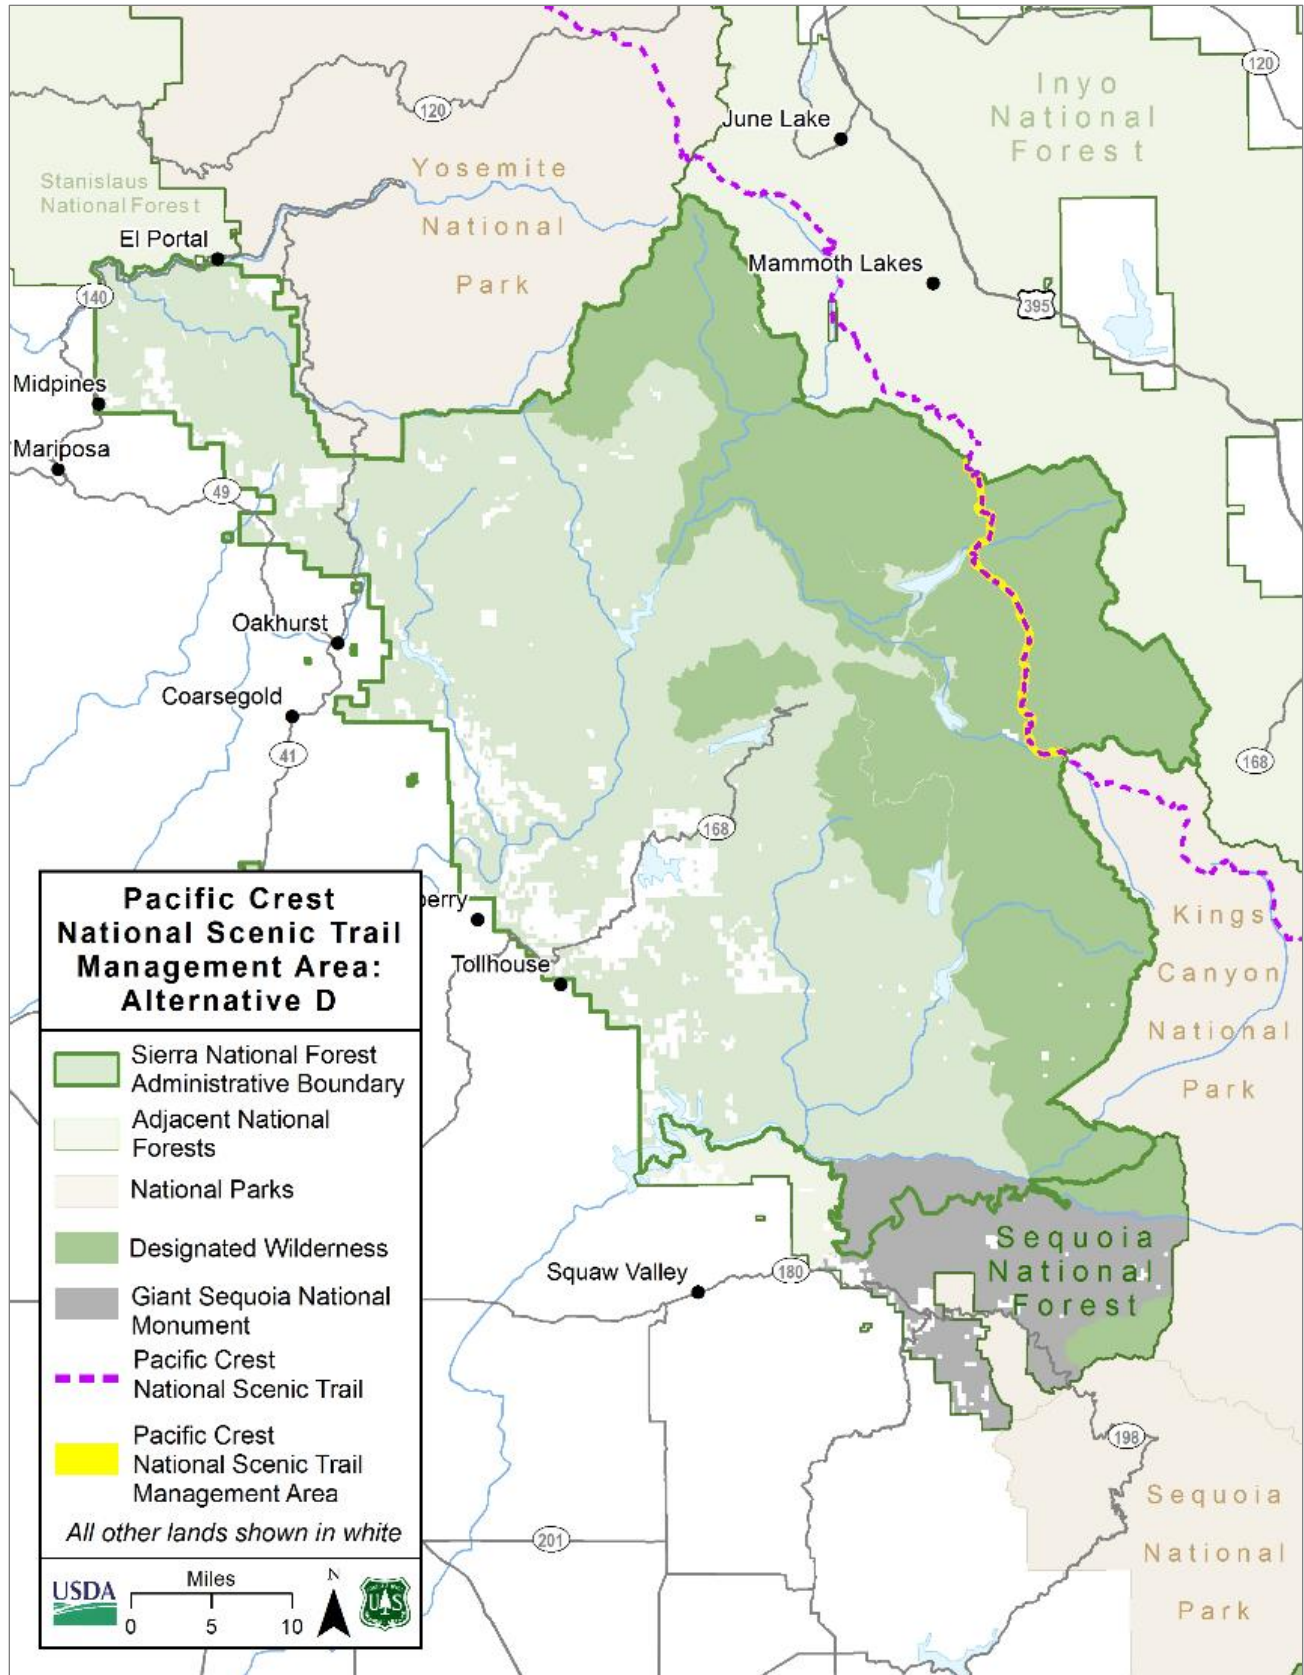 120
120
June Lake
Inyo
National
Forest
Yosemite
National
Park
Stanislaus
National Forest
El Portal
140
Mammoth Lakes
395
Midpines
Mariposa
49
Oakhurst
Coarsegold
41
168
168
berry
Tollhouse
Kings
Canyon
National
Park
Squaw Valley
180
Sequoia
National
Forest
198
201
Sequoia
National
Park
Pacific Crest
National Scenic Trail
Management Area:
Alternative D
Sierra National Forest
Administrative Boundary
Adjacent National
Forests
National Parks
Designated Wilderness
Giant Sequoia National
Monument
Pacific Crest
National Scenic Trail
Pacific Crest
National Scenic Trail
Management Area
All other lands shown in white
USDA
Miles
0 5 10
N
U S